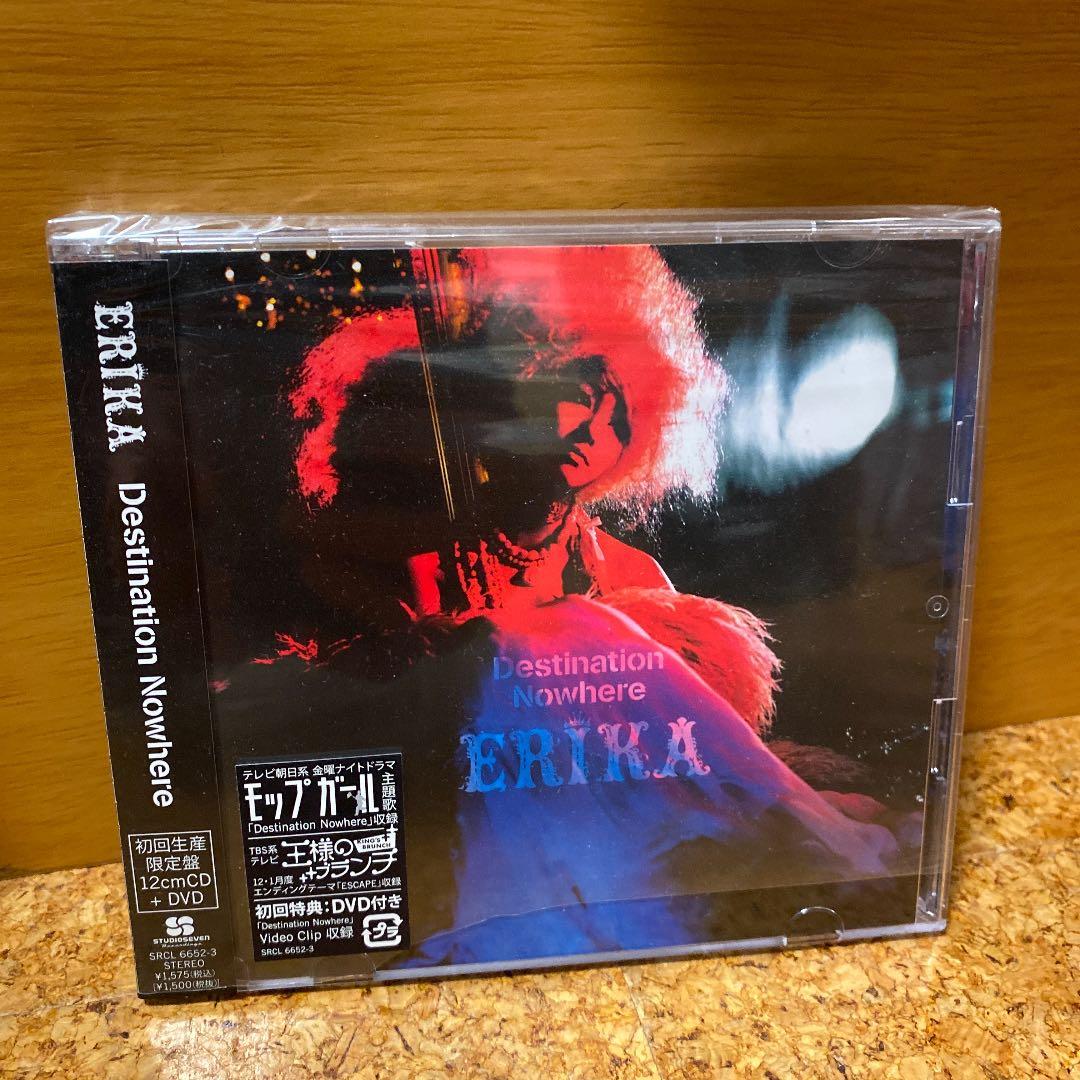 ERIKA Destination Nowhere
初回生産
限定盤
12cmCD
+ DVD
STUDIOSEVEN
Recordings
SRCL 6652-3
STEREO
¥1,575(税込)
[¥1,500(税抜)]
Destination
Nowhere
ERIKA
テレビ朝日系 金曜ナイトドラマ
モップガール
主題歌
「Destination Nowhere」収録
TBS系
テレビ
王様の
ブランチ
KING'S
BRUNCH
12・1月度
エンディングテーマ「ESCAPE」収録
初回特典:DVD付き
「Destination Nowhere」
Video Clip 収録
SRCL 6652-3